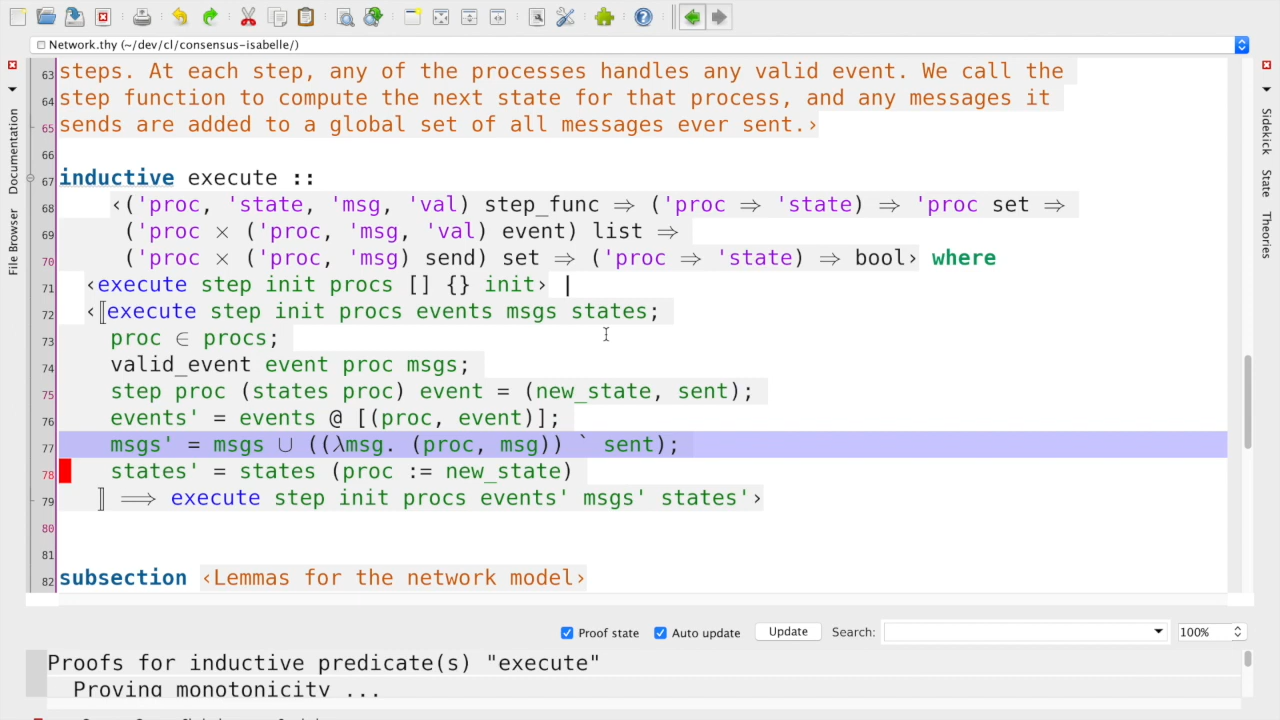 Network.thy (~/dev/cl/consensus-isabelle/)
63 steps. At each step, any of the processes handles any valid event. We call the
64 step function to compute the next state for that process, and any messages it
65 sends are added to a global set of all messages ever sent.›
66
67 inductive execute ::
68 ‹('proc, 'state, 'msg, 'val) step_func ⇒ ('proc ⇒ 'state) ⇒ 'proc set ⇒
69 ('proc × ('proc, 'msg, 'val) event) list ⇒
70 ('proc × ('proc, 'msg) send) set ⇒ ('proc ⇒ 'state) ⇒ bool› where
71 ‹execute step init procs [] {} init› |
72 ‹⟦execute step init procs events msgs states;
73 proc ∈ procs;
74 valid_event event proc msgs;
75 step proc (states proc) event = (new_state, sent);
76 events' = events @ [(proc, event)];
77 msgs' = msgs ∪ ((λmsg. (proc, msg)) ` sent);
78 states' = states (proc := new_state)
79 ⟧ ⟹ execute step init procs events' msgs' states'›
80
81
82 subsection ‹Lemmas for the network model›
Documentation
File Browser
Sidekick
State
Theories
Proof state
Auto update
Update
Search:
100%
Proofs for inductive predicate(s) "execute"
Proving monotonicity ...